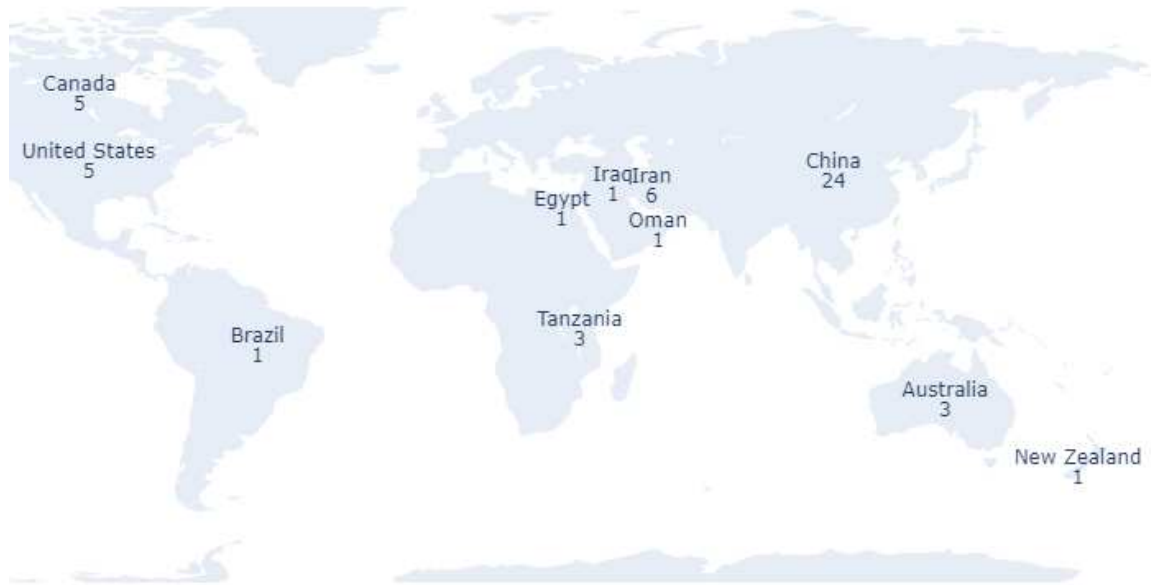 Canada
5
United States
5
China
24
Iraq
1
Iran
6
Egypt
1
Oman
1
Tanzania
3
Brazil
1
Australia
3
New Zealand
1